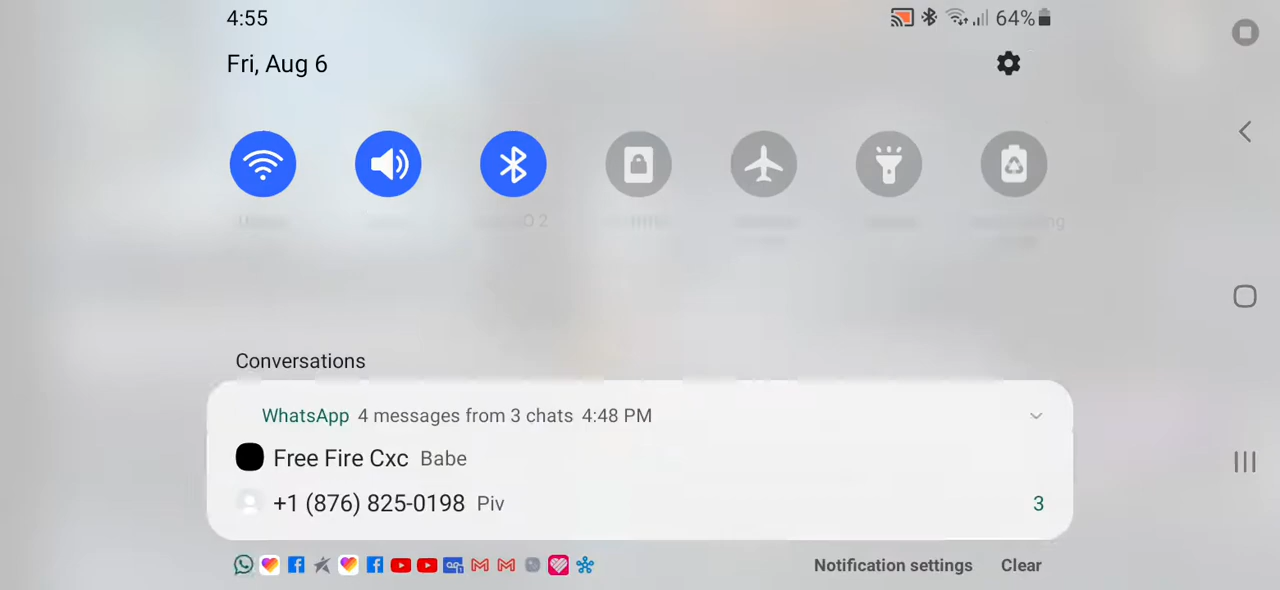 4:55
64%
Fri, Aug 6
O 2
Conversations
WhatsApp 4 messages from 3 chats 4:48 PM
Free Fire Cxc Babe
+1 (876) 825-0198 Piv
3
Notification settings Clear